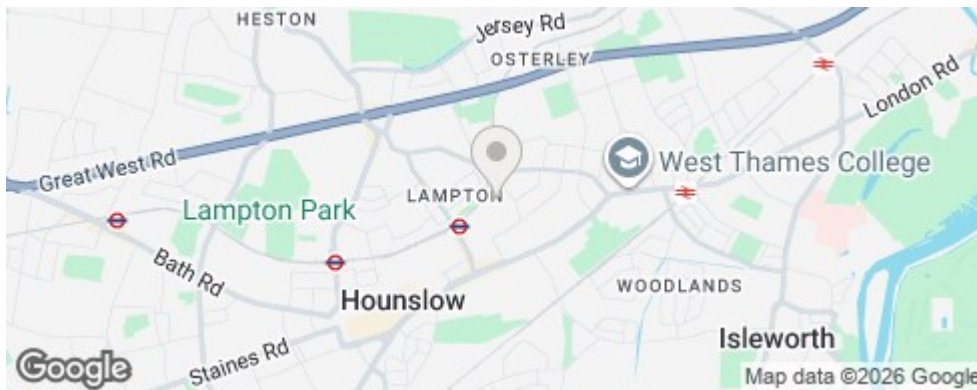 HESTON
Jersey Rd
OSTERLEY
London Rd
Great West Rd
West Thames College
LAMPTON
Lampton Park
Bath Rd
WOODLANDS
Hounslow
Isleworth
Staines Rd
Google
Map data ©2026 Google